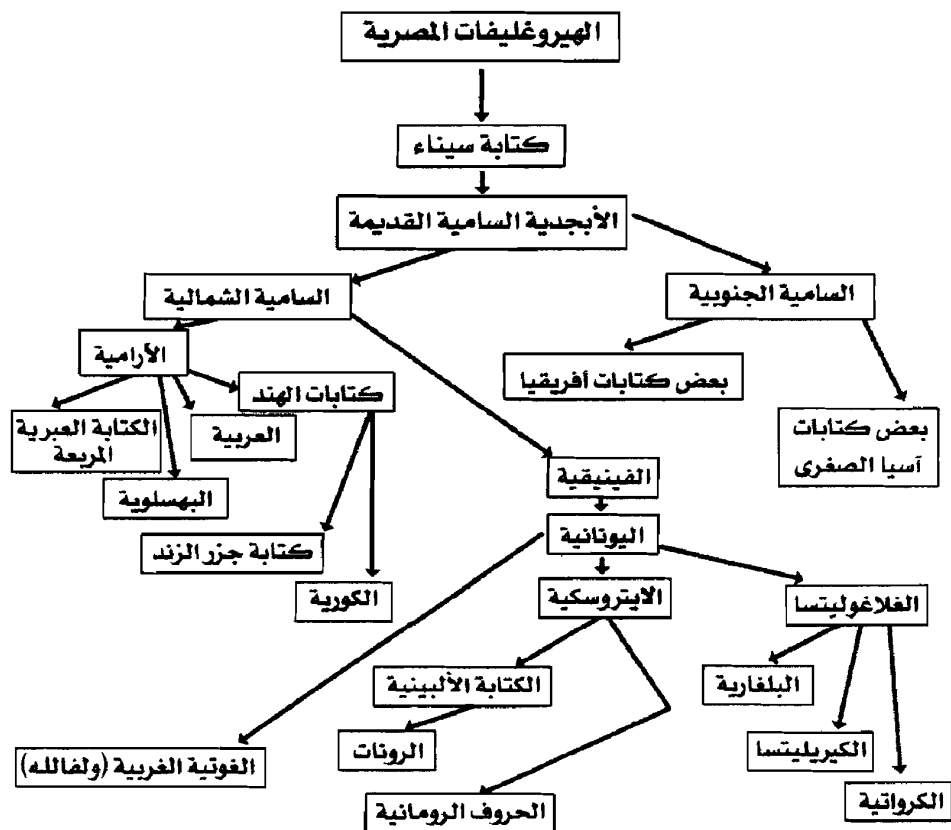 الهيروغليفات المصرية
كتابة سيناء
الأبجدية السامية القديمة
السامية الجنوبية
السامية الشمالية
الآرامية
بعض كتابات أفريقيا
كتابات الهند
بعض كتابات
آسيا الصغرى
الكتابة العبرية
المربعة
العربية
الفينيقية
البهسلوية
اليونانية
كتابة جزر الزند
الكورية
الايتروسكية
الغلاغوليتسا
الكتابة الألبينية
البلغارية
الرونات
الكيريليتسا
الغوتية الغربية (ولفالله)
الحروف الرومانية
الكرواتية